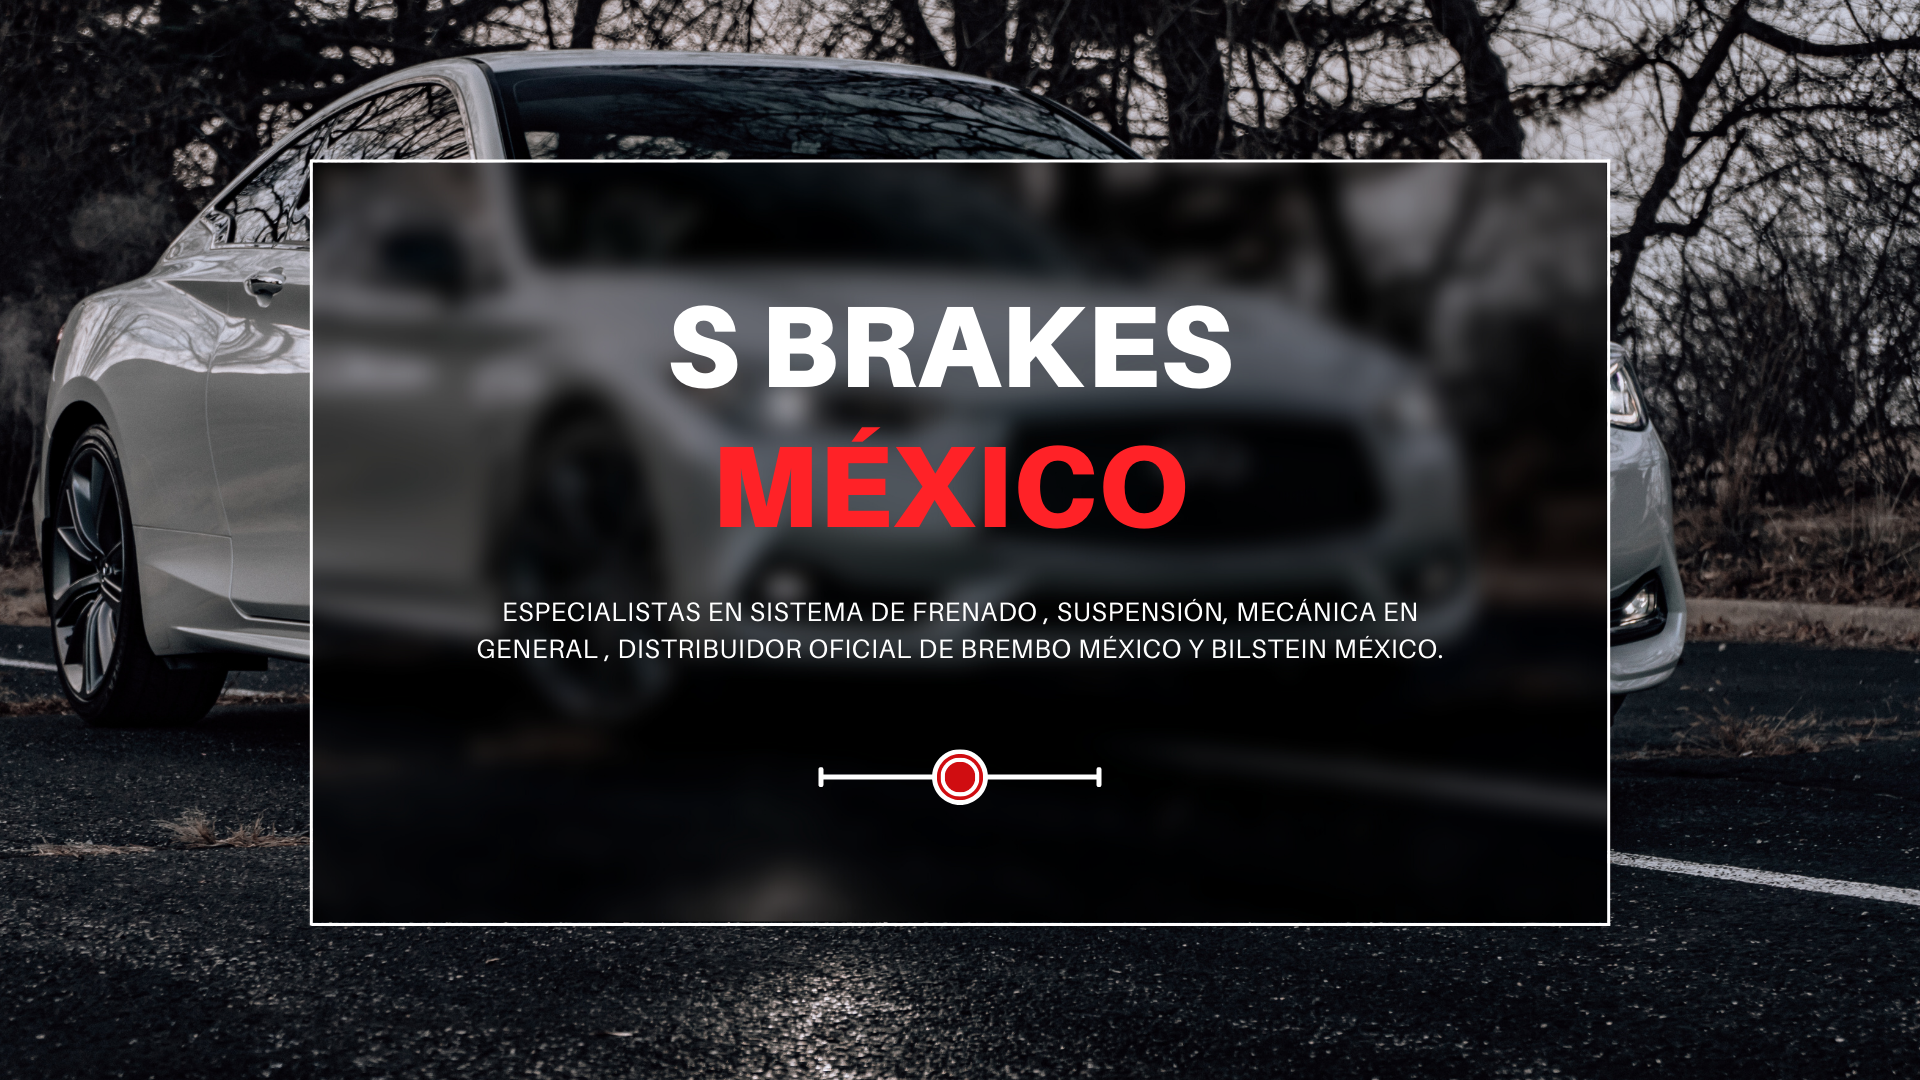 S BRAKES
MÉXICO
ESPECIALISTAS EN SISTEMA DE FRENADO , SUSPENSIÓN, MECÁNICA EN
GENERAL , DISTRIBUIDOR OFICIAL DE BREMBO MÉXICO Y BILSTEIN MÉXICO.